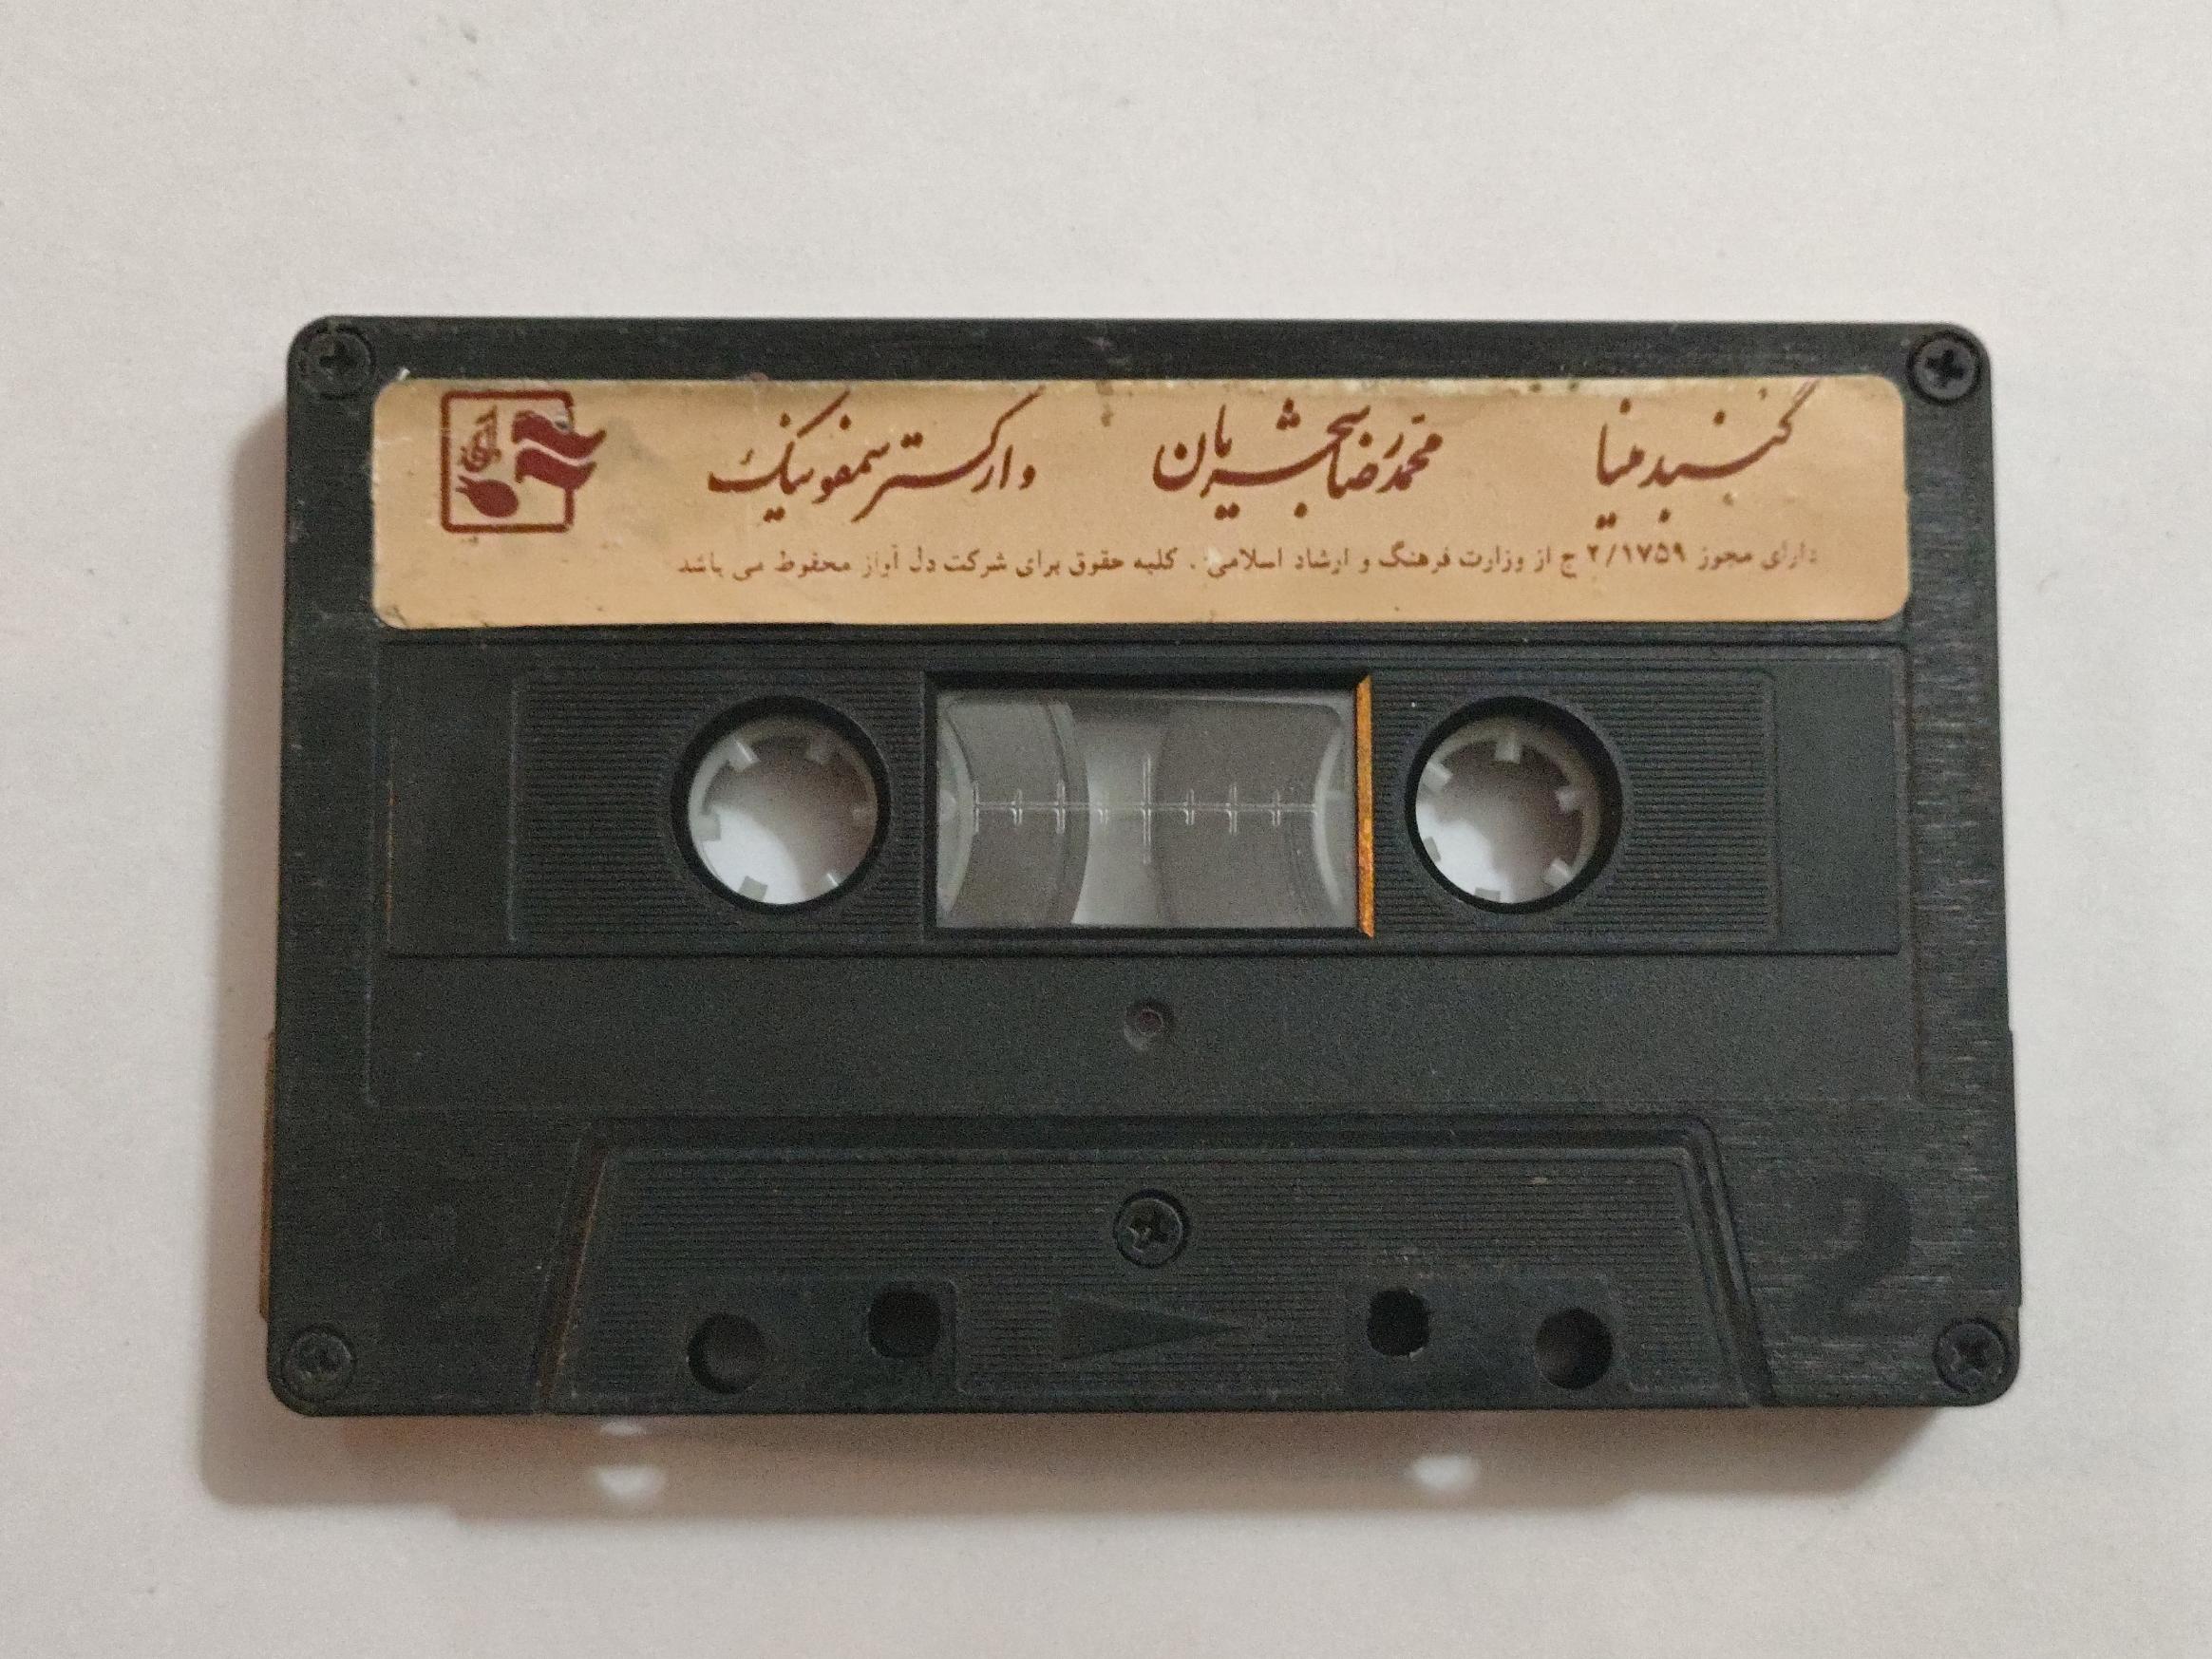 گنبد مینا محمدرضا شجریان و ارکستر سمفونیک
دارای مجوز ۲/۱۷۵۹ ج از وزارت فرهنگ و ارشاد اسلامی . کلیه حقوق برای شرکت دل آواز محفوظ می باشد